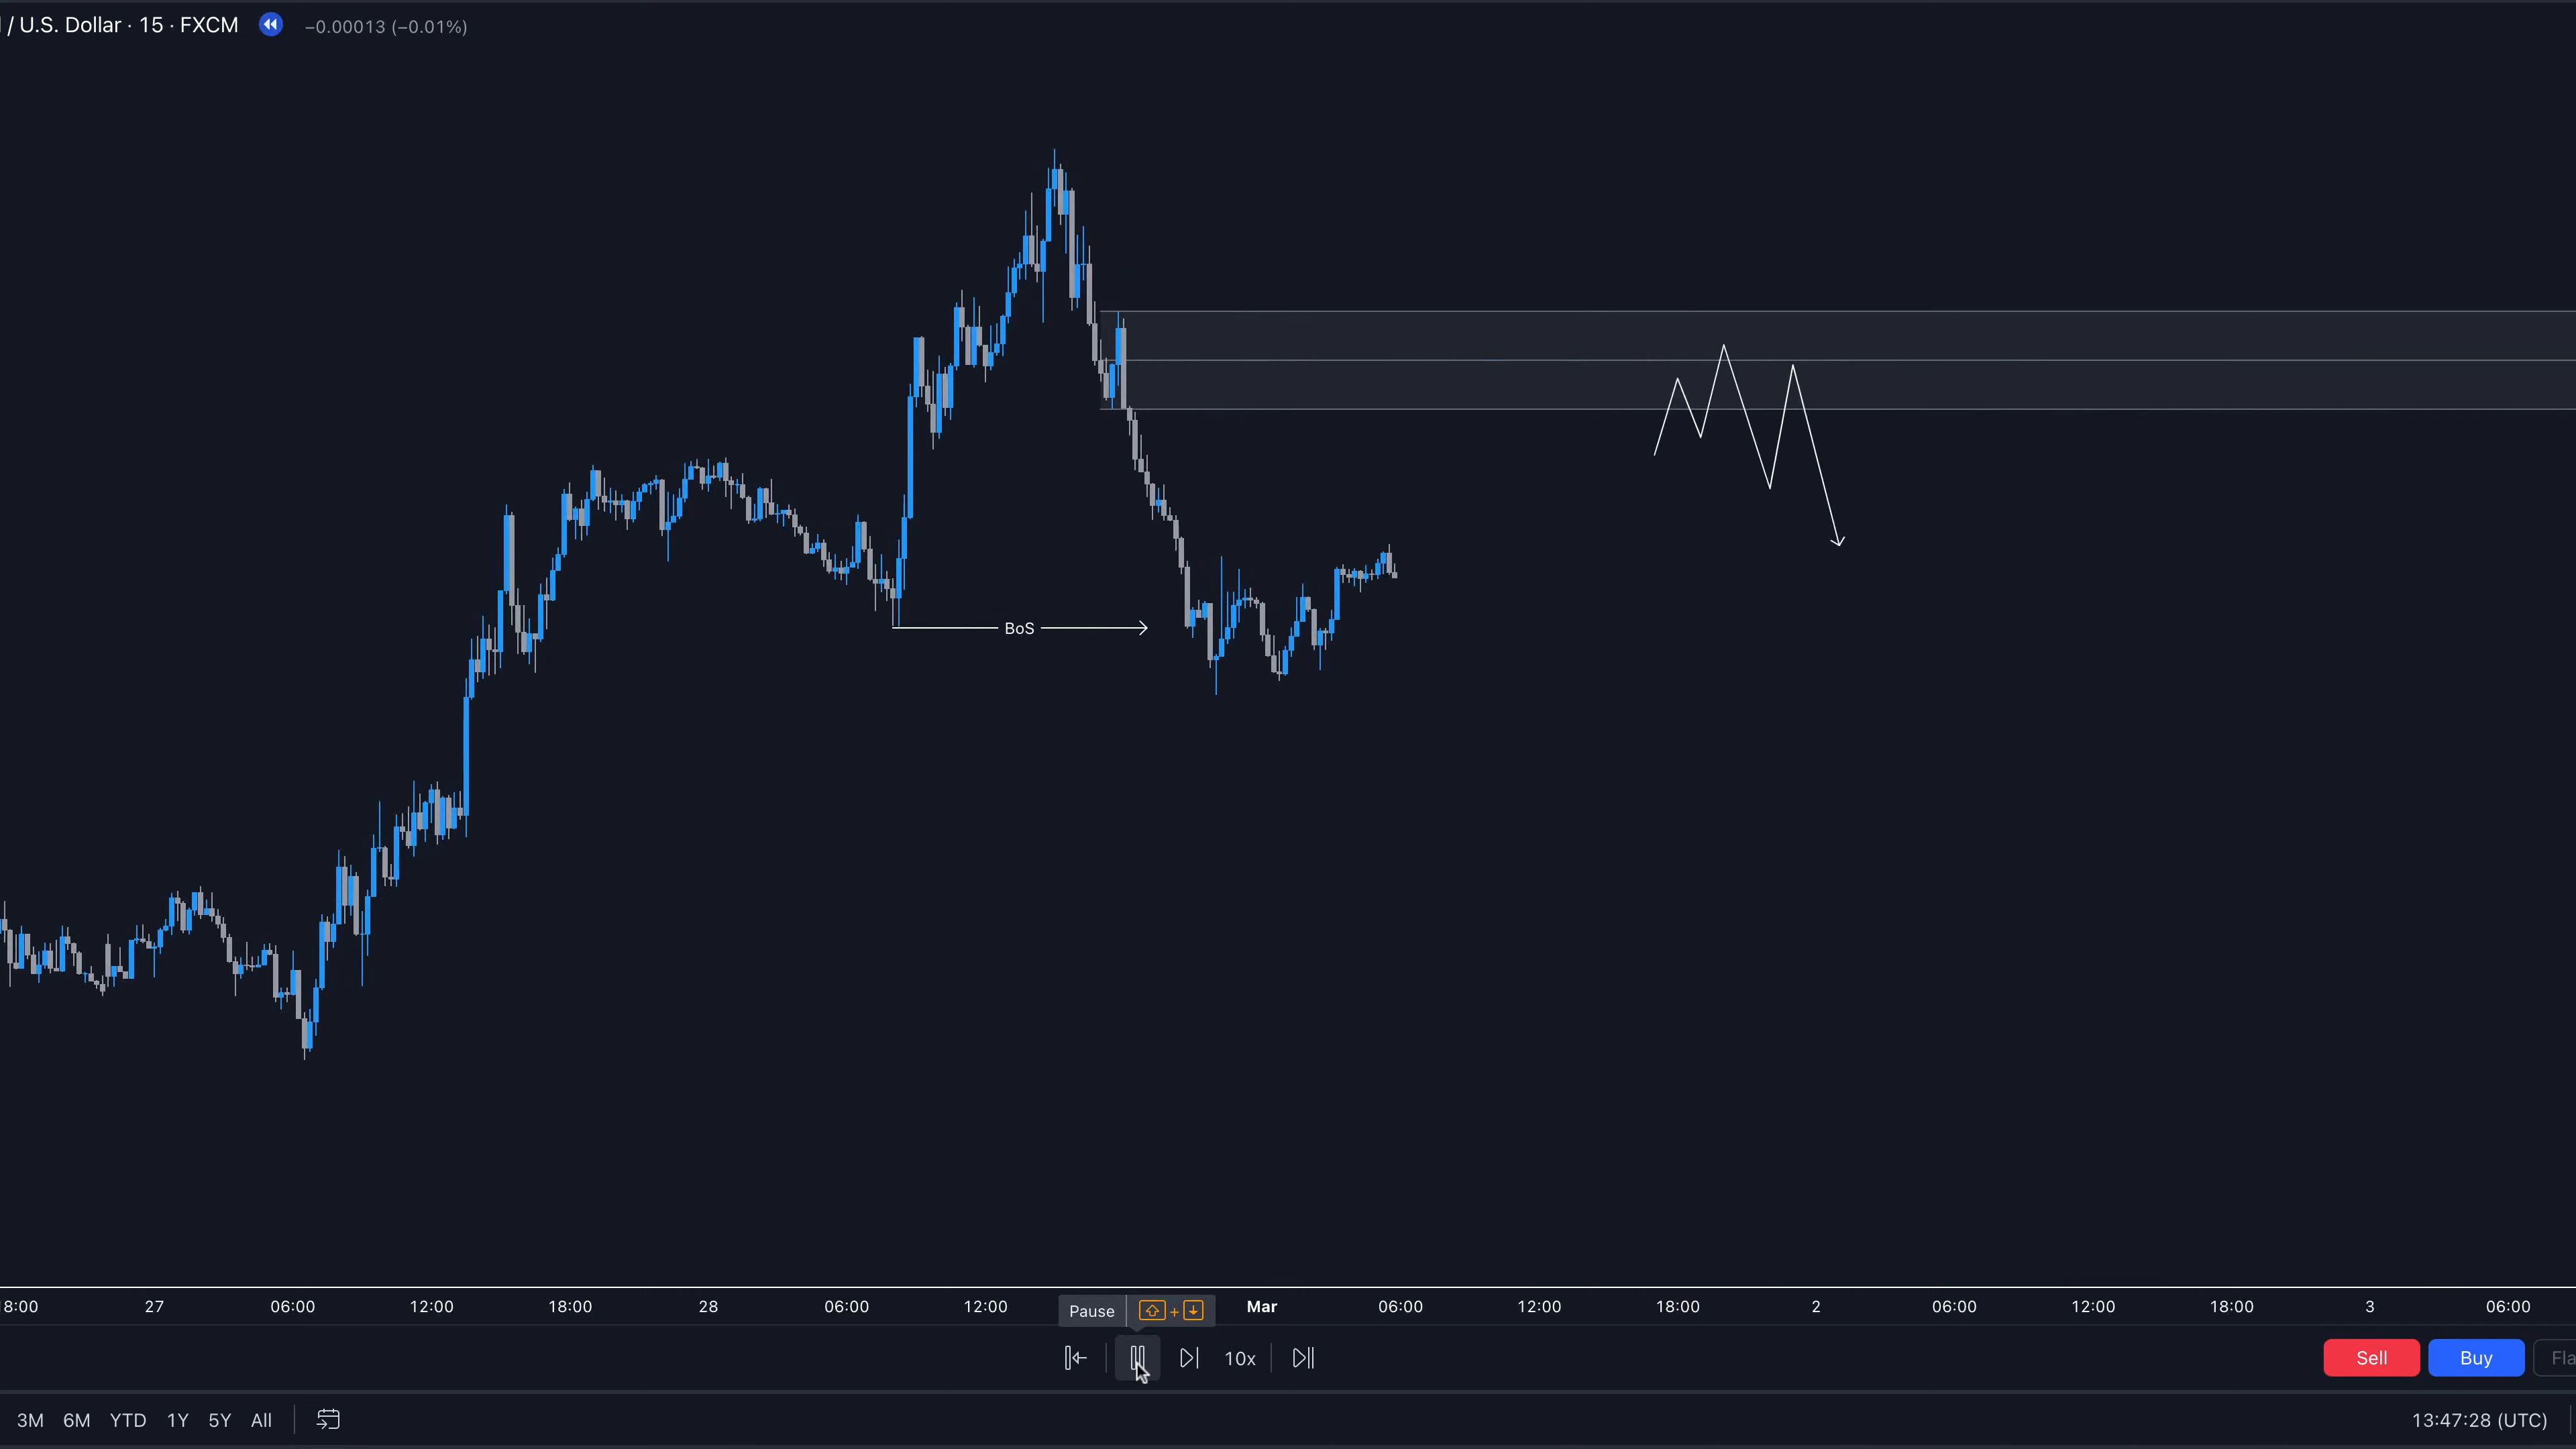 / U.S. Dollar · 15 · FXCM −0.00013 (−0.01%)
BoS
27 06:00 12:00 18:00 28 06:00 12:00 Mar 06:00 12:00 18:00 2 06:00 12:00 18:00 3 06:00
Pause +
10x Sell Buy
3M 6M YTD 1Y 5Y All 13:47:28 (UTC)